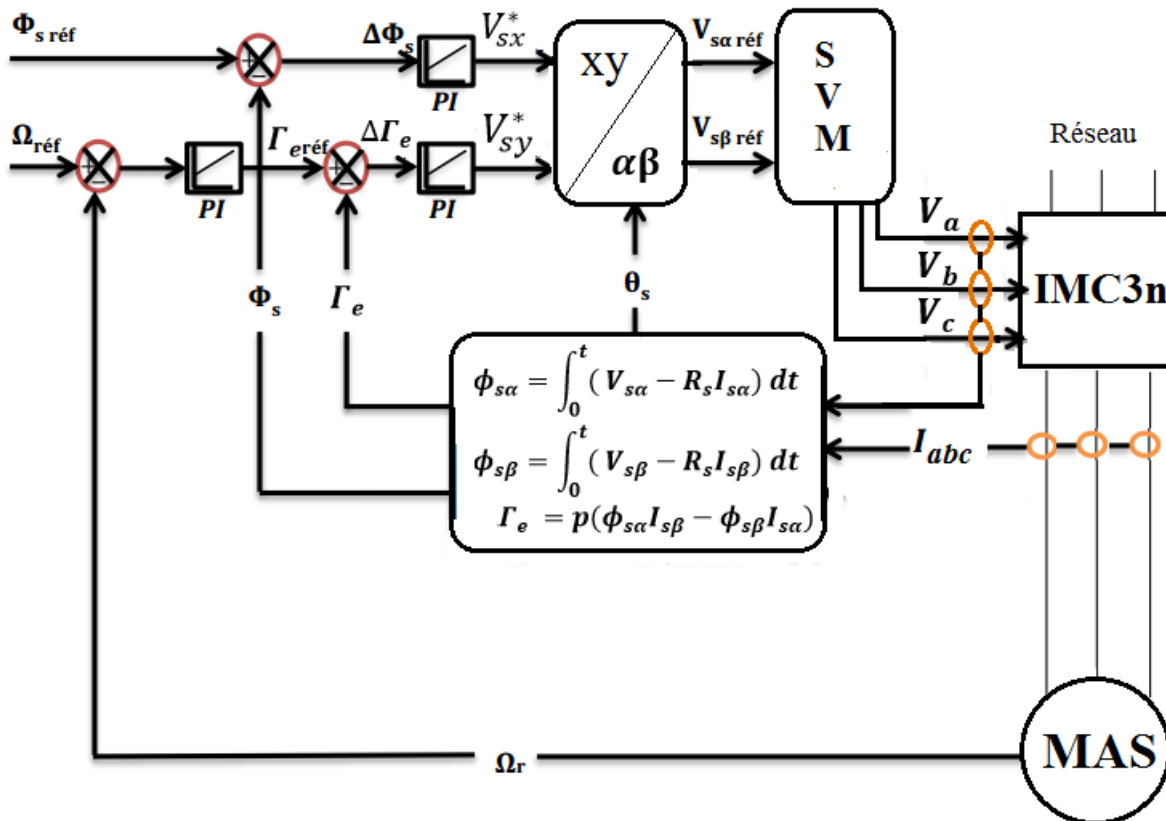 Φs réf
ΔΦs
V*sx
PI
xy
αβ
Vsα réf
Vsβ réf
S
V
M
Ωréf
PI
Γe réf
ΔΓe
V*sy
PI
Réseau
Va
Vb
Vc
IMC3n
Φs
Γe
θs
ϕsα = ∫₀ᵗ (Vsα − RsIsα) dt
ϕsβ = ∫₀ᵗ (Vsβ − RsIsβ) dt
Γe = p(ϕsαIsβ − ϕsβIsα)
Iabc
Ωr
MAS